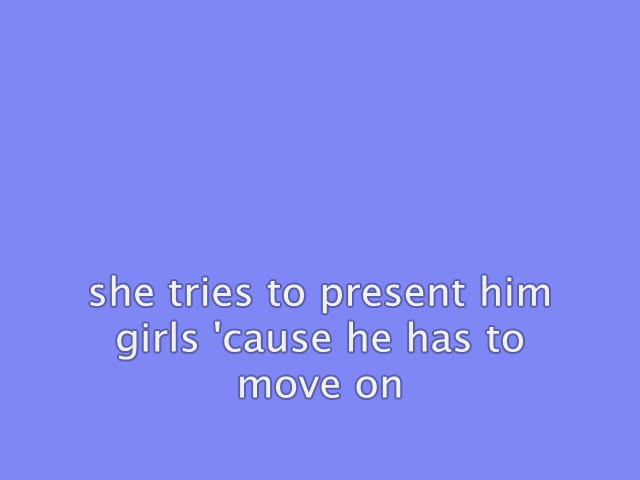 she tries to present him
girls 'cause he has to
move on